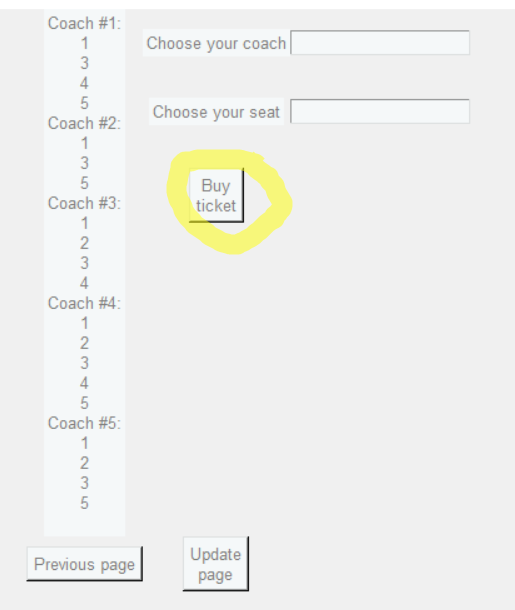 Coach #1:
1
3
4
5
Coach #2:
1
3
5
Coach #3:
1
2
3
4
Coach #4:
1
2
3
4
5
Coach #5:
1
2
3
5
Choose your coach
Choose your seat
Buy
ticket
Previous page
Update
page